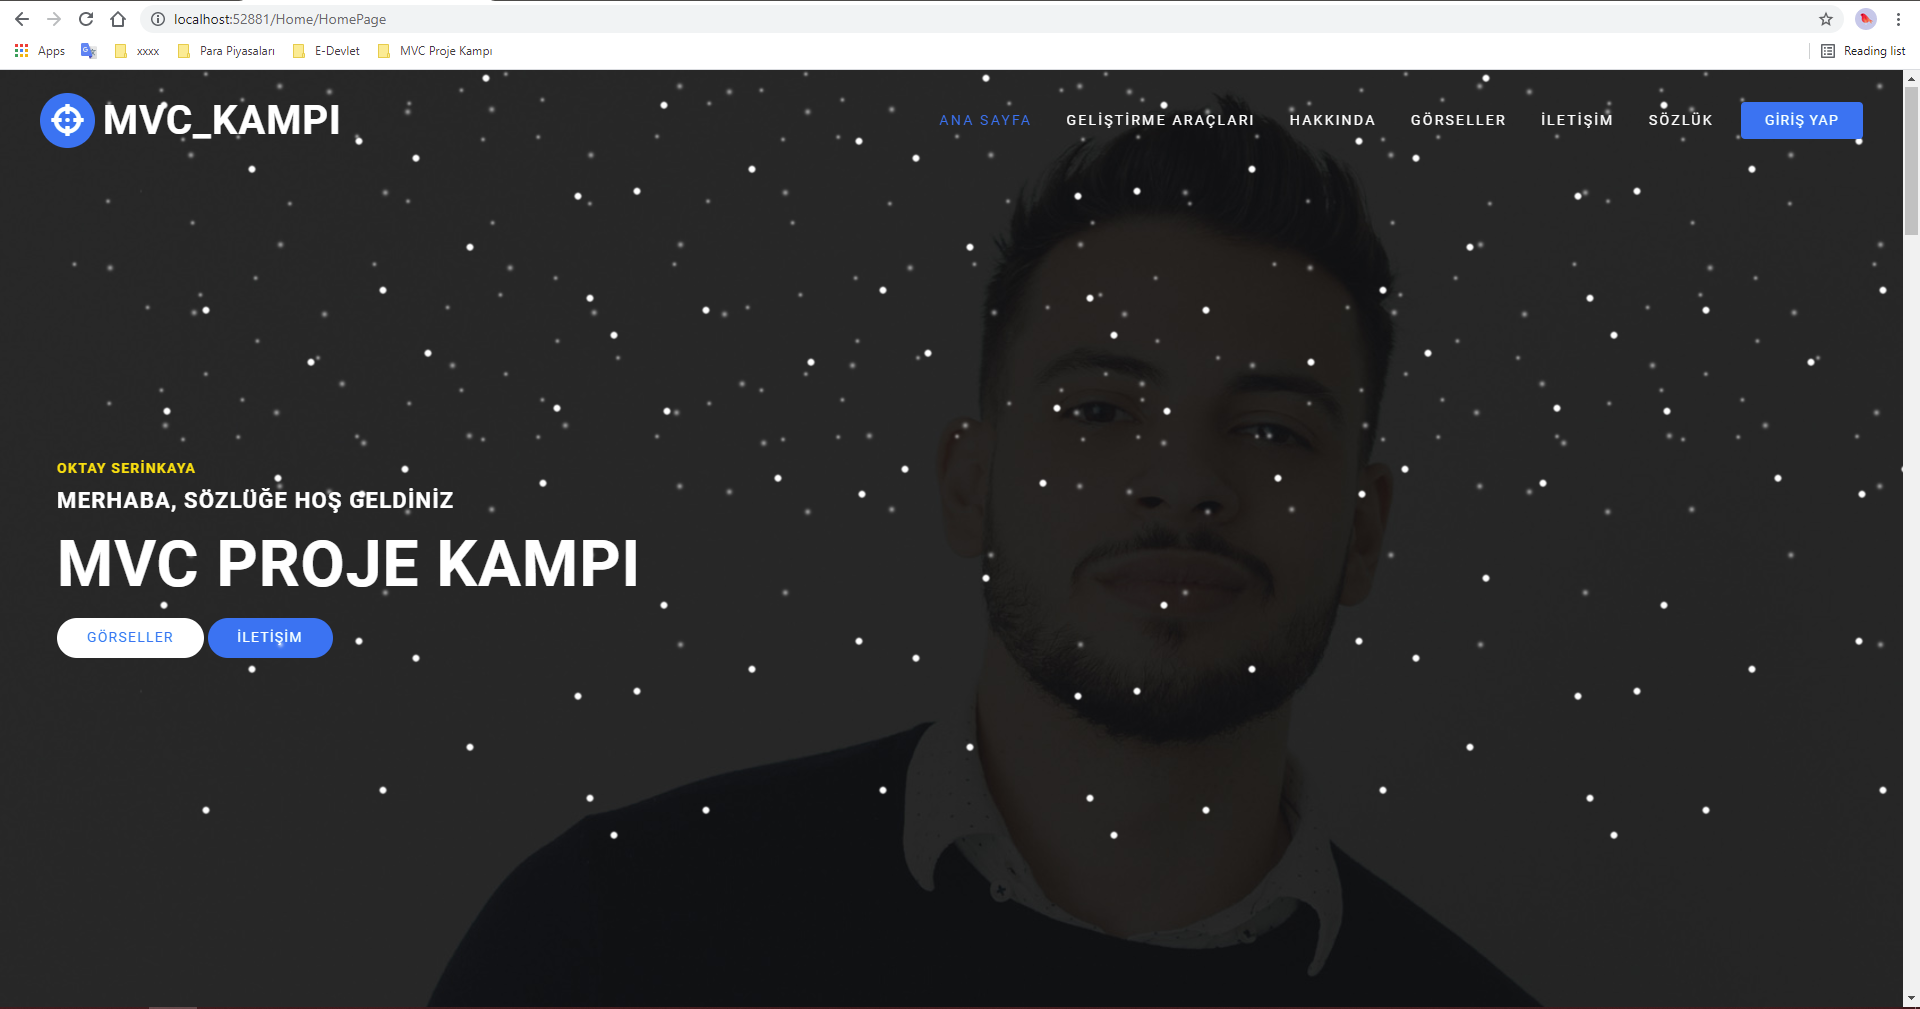 localhost:52881/Home/HomePage
Apps xxxx Para Piyasaları E-Devlet MVC Proje Kampı Reading list
MVC_KAMPI
ANA SAYFA GELİŞTİRME ARAÇLARI HAKKINDA GÖRSELLER İLETİŞİM SÖZLÜK GİRİŞ YAP
OKTAY SERİNKAYA
MERHABA, SÖZLÜĞE HOŞ GELDİNİZ
MVC PROJE KAMPI
GÖRSELLER İLETİŞİM